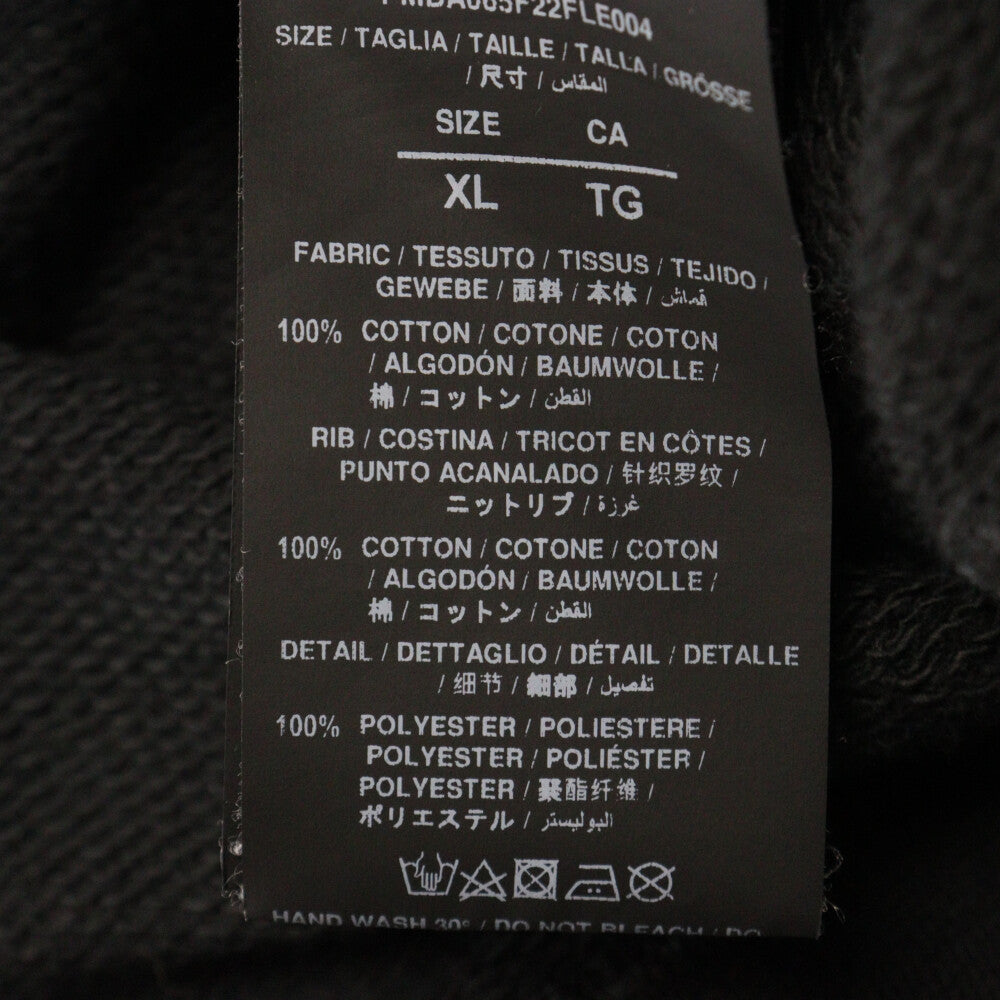 PMBA065F22FLE004
SIZE / TAGLIA / TAILLE / TALLA / GRÖSSE
/ 尺寸 / المقاس
SIZE CA
XL TG
FABRIC / TESSUTO / TISSUS / TEJIDO /
GEWEBE / 面料 / 本体 / قماش
100% COTTON / COTONE / COTON
/ ALGODÓN / BAUMWOLLE /
棉 / コットン / القطن
RIB / COSTINA / TRICOT EN CÔTES /
PUNTO ACANALADO / 针织罗纹 /
ニットリブ / غرزة
100% COTTON / COTONE / COTON
/ ALGODÓN / BAUMWOLLE /
棉 / コットン / القطن
DETAIL / DETTAGLIO / DÉTAIL / DETALLE
/ 细节 / 細部 / تفصيل
100% POLYESTER / POLIESTERE /
POLYESTER / POLIÉSTER /
POLYESTER / 聚酯纤维 /
ポリエステル / البوليستر
HAND WASH 30° / DO NOT BLEACH / DO